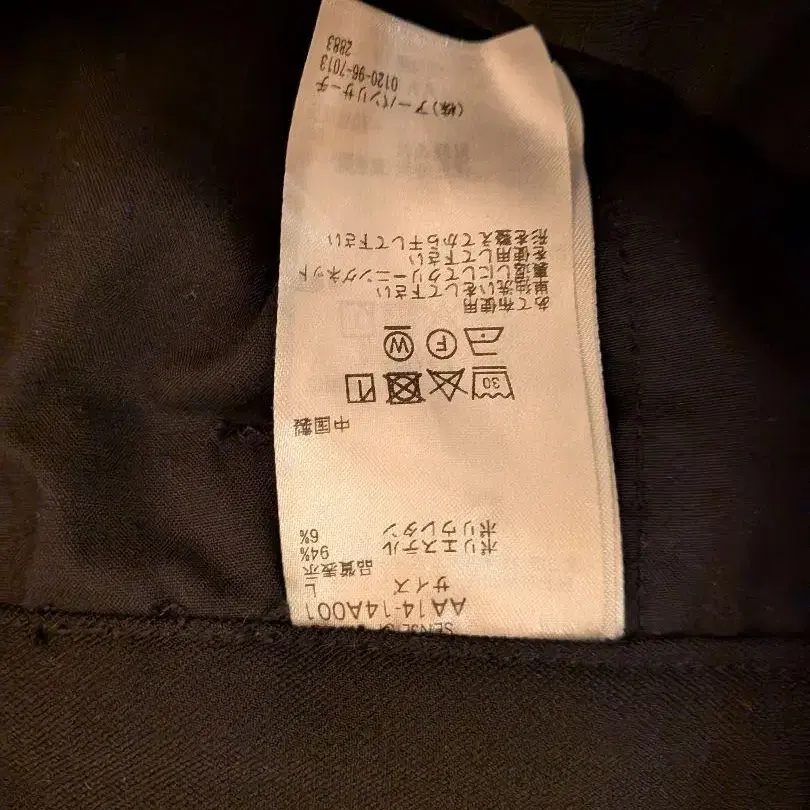 AA14-14A001
サイズ L
品質表示
ポリエステル 94%
ポリウレタン 6%
中国製
30
F W
あて布使用
単独洗いをして下さい
裏返しにしてクリーニングネット
を使用して下さい
形を整えてから干して下さい
(株)アーバンリサーチ
0120-96-7013
2883